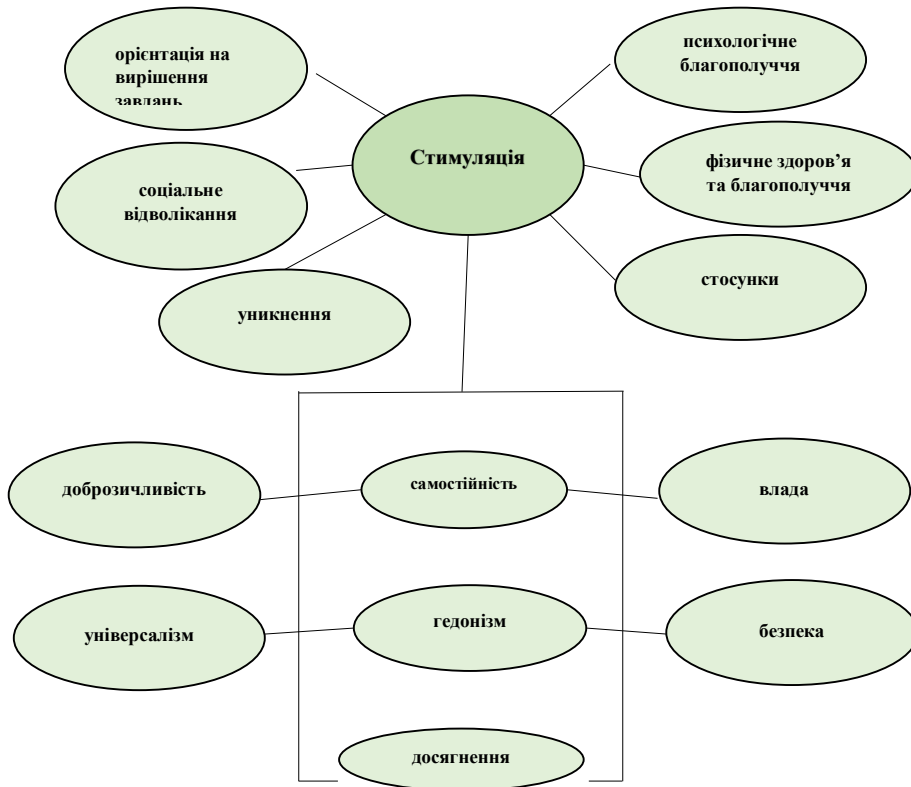 орієнтація на
вирішення
завдань
психологічне
благополуччя
Стимуляція
фізичне здоров’я
та благополуччя
соціальне
відволікання
стосунки
уникнення
доброзичливість
самостійність
влада
універсалізм
гедонізм
безпека
досягнення